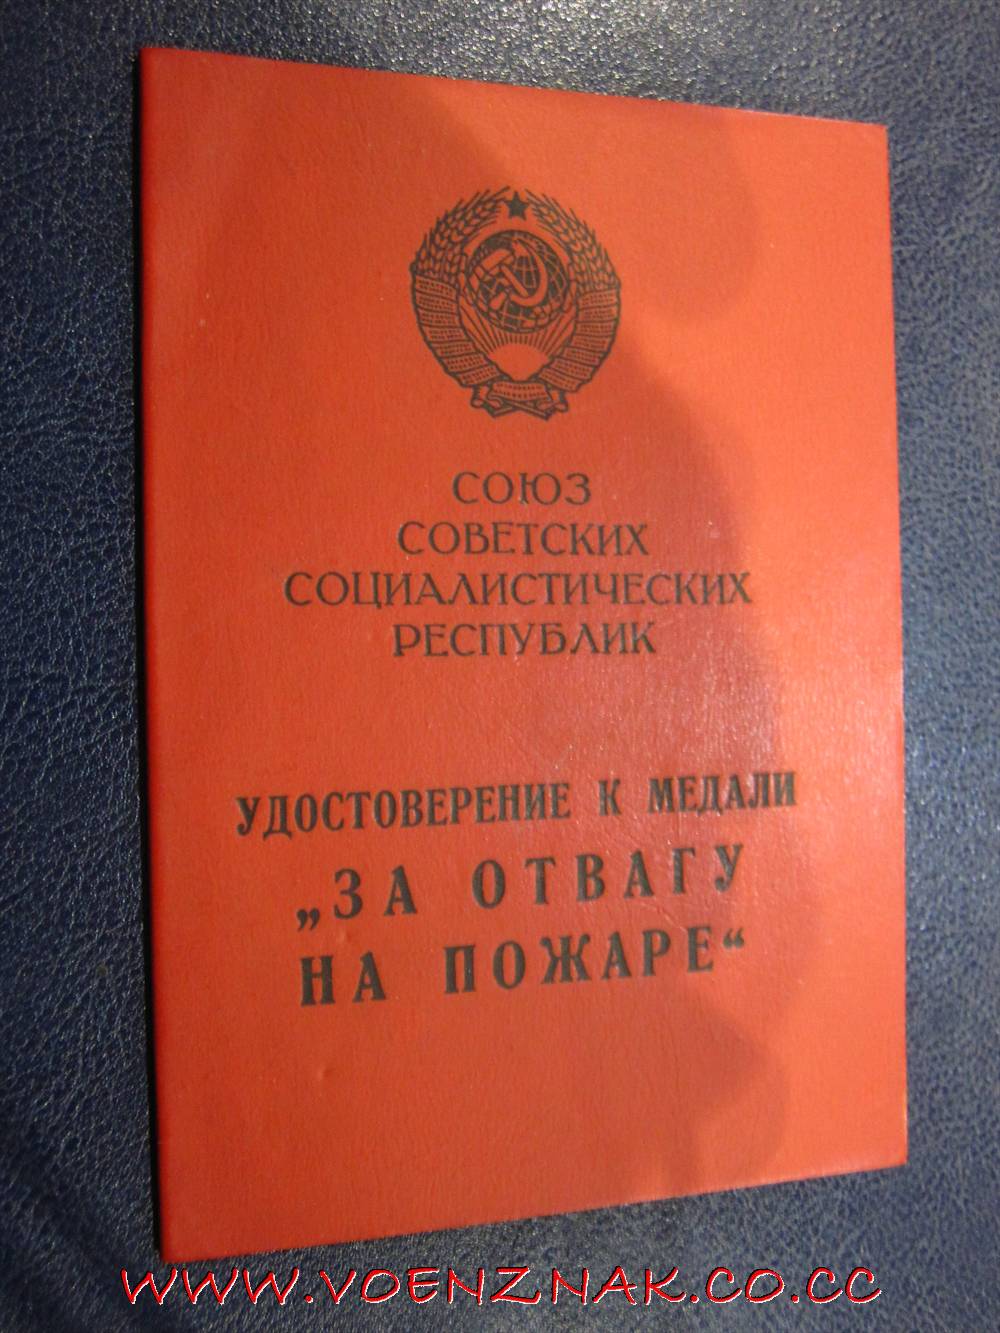 СОЮЗ
СОВЕТСКИХ
СОЦИАЛИСТИЧЕСКИХ
РЕСПУБЛИК
УДОСТОВЕРЕНИЕ К МЕДАЛИ
„ЗА ОТВАГУ
НА ПОЖАРЕ“
WWW.VOENZNAK.CO.CC